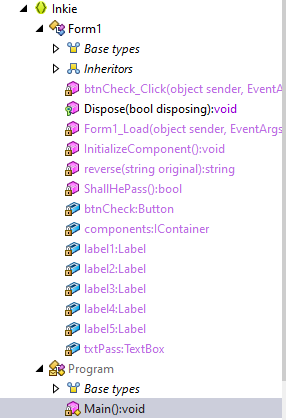 Inkie
Form1
Base types
Inheritors
btnCheck_Click(object sender, EventA
Dispose(bool disposing):void
Form1_Load(object sender, EventArgs
InitializeComponent():void
reverse(string original):string
ShallHePass():bool
btnCheck:Button
components:IContainer
label1:Label
label2:Label
label3:Label
label4:Label
label5:Label
txtPass:TextBox
Program
Base types
Main():void